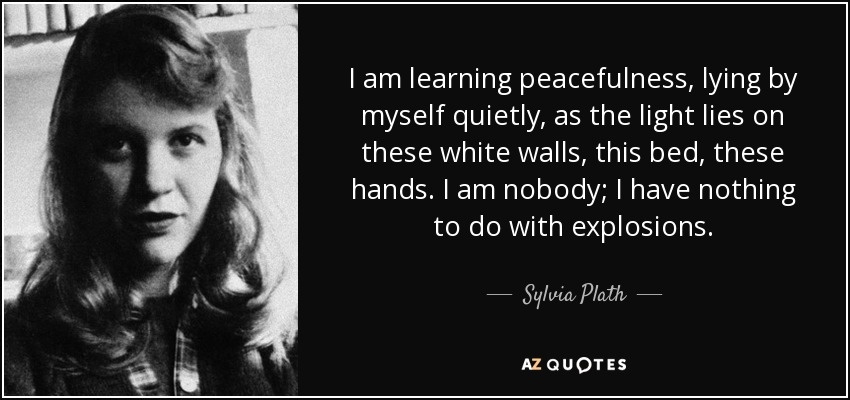 I am learning peacefulness, lying by
myself quietly, as the light lies on
these white walls, this bed, these
hands. I am nobody; I have nothing
to do with explosions.
Sylvia Plath
AZ QUOTES